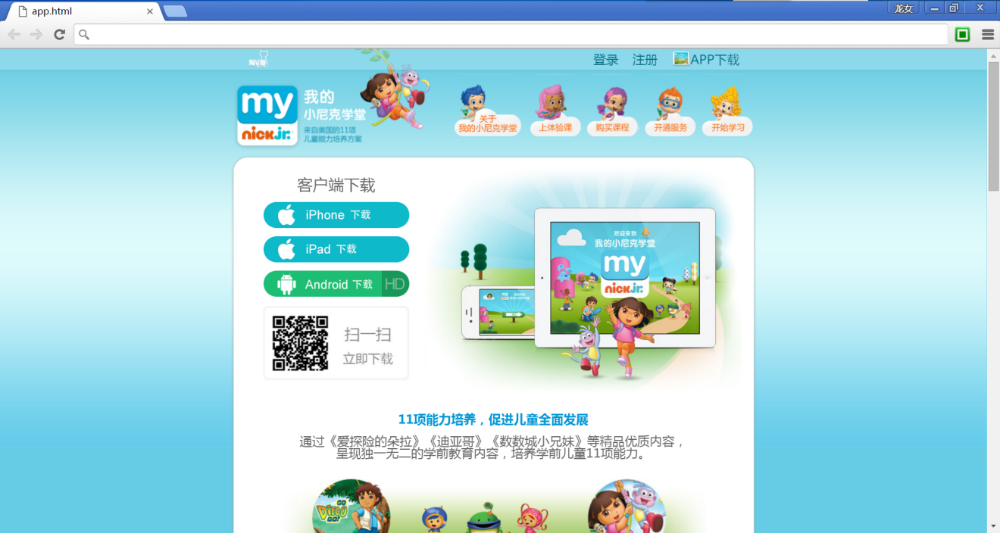 app.html
龙女
登录 注册 APP下载
my
nick jr.
我的
小尼克学堂
来自美国的11项
儿童能力培养方案
关于
我的小尼克学堂
上体验课
购买课程
开通服务
开始学习
客户端下载
iPhone 下载
iPad 下载
Android 下载 HD
扫一扫
立即下载
欢迎来到
我的小尼克学堂
my
nick jr.
11项能力培养，促进儿童全面发展
通过《爱探险的朵拉》《迪亚哥》《数数城小兄妹》等精品优质内容，
呈现独一无二的学前教育内容，培养学前儿童11项能力。
GO
DIEGO
GO!